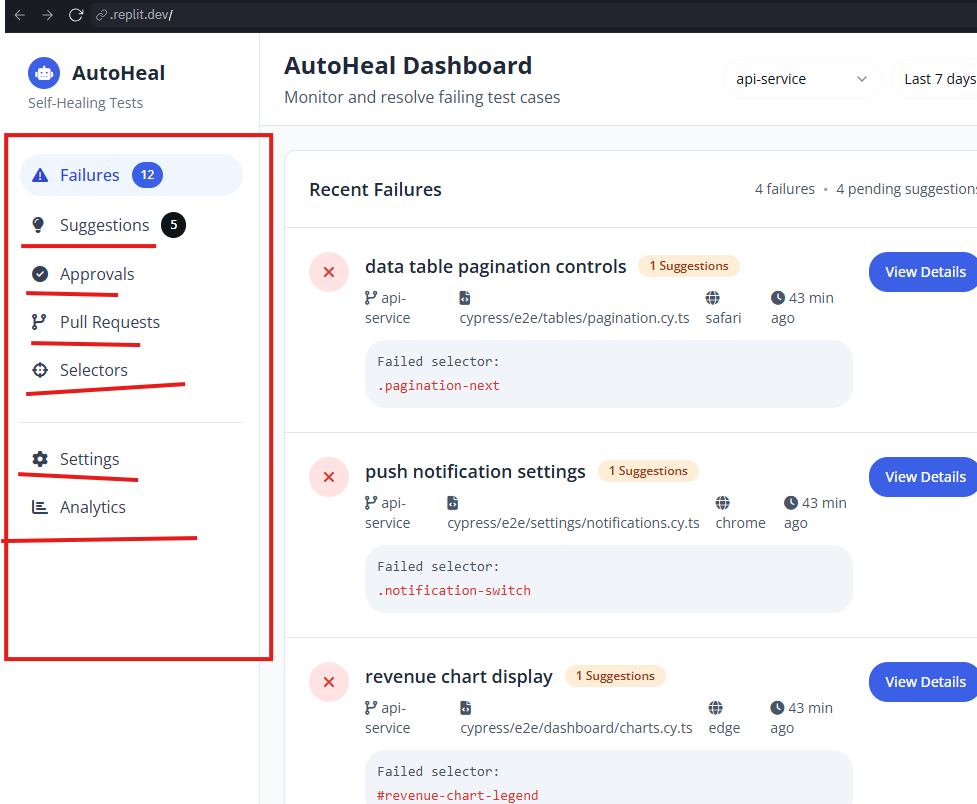 .replit.dev/
AutoHeal
Self-Healing Tests
Failures 12
Suggestions 5
Approvals
Pull Requests
Selectors
Settings
Analytics
AutoHeal Dashboard
Monitor and resolve failing test cases
api-service
Last 7 days
Recent Failures
4 failures • 4 pending suggestions
data table pagination controls 1 Suggestions
api-service
cypress/e2e/tables/pagination.cy.ts
safari
43 min ago
View Details
Failed selector:
.pagination-next
push notification settings 1 Suggestions
api-service
cypress/e2e/settings/notifications.cy.ts
chrome
43 min ago
View Details
Failed selector:
.notification-switch
revenue chart display 1 Suggestions
api-service
cypress/e2e/dashboard/charts.cy.ts
edge
43 min ago
View Details
Failed selector:
#revenue-chart-legend